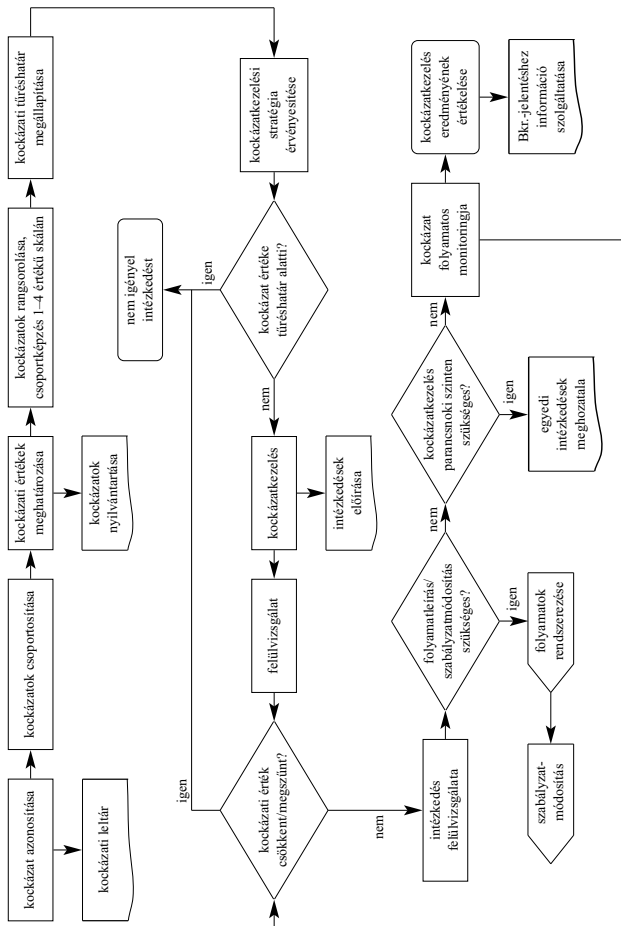 kockázat azonosítása
kockázati leltár
kockázatok csoportosítása
kockázati értékek
meghatározása
kockázatok
nyilvántartása
kockázatok rangsorolása,
csoportképzés 1–4 értékű skálán
kockázati tűréshatár
megállapítása
kockázatkezelési
stratégia
érvényesítése
kockázat értéke
tűréshatár alatti?
igen
nem igényel
intézkedést
nem
kockázatkezelés
intézkedések
előírása
felülvizsgálat
kockázati érték
csökkent/megszűnt?
igen
nem
intézkedés
felülvizsgálata
folyamatleírás/
szabályzatmódosítás
szükséges?
igen
folyamatok
rendszerezése
szabályzat-
módosítás
nem
kockázatkezelés
parancsnoki szinten
szükséges?
igen
egyedi
intézkedések
meghozatala
nem
kockázat
folyamatos
monitoringja
kockázatkezelés
eredményének
értékelése
Bkr.-jelentéshez
információ
szolgáltatása